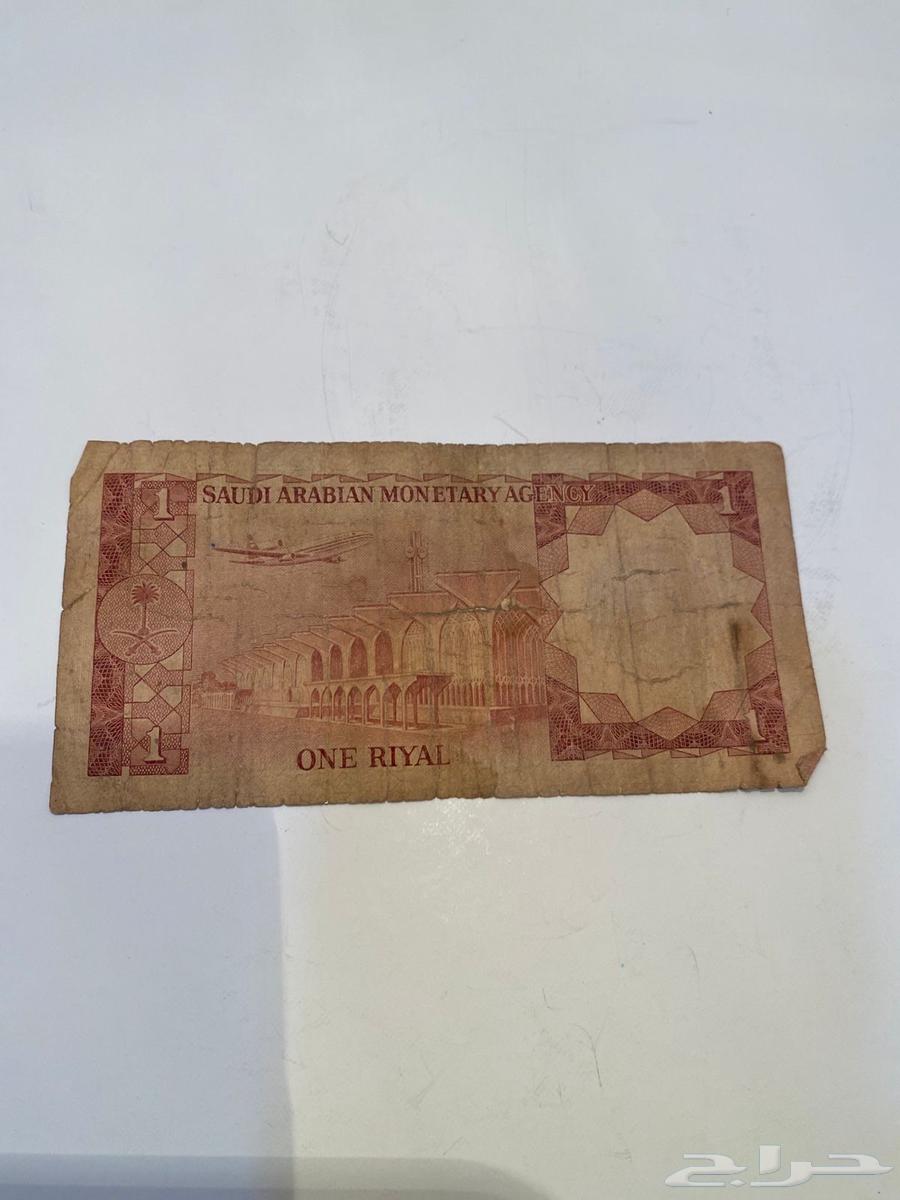 1 SAUDI ARABIAN MONETARY AGENCY 1
1 ONE RIYAL 1
حراج